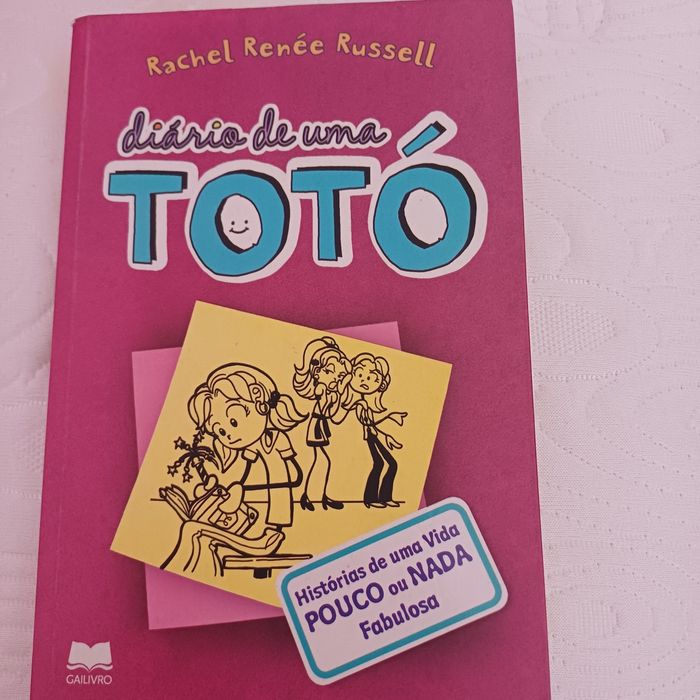 Rachel Renée Russell
diário de uma
TOTÓ
Histórias de uma Vida
POUCO ou NADA
Fabulosa
GAILIVRO